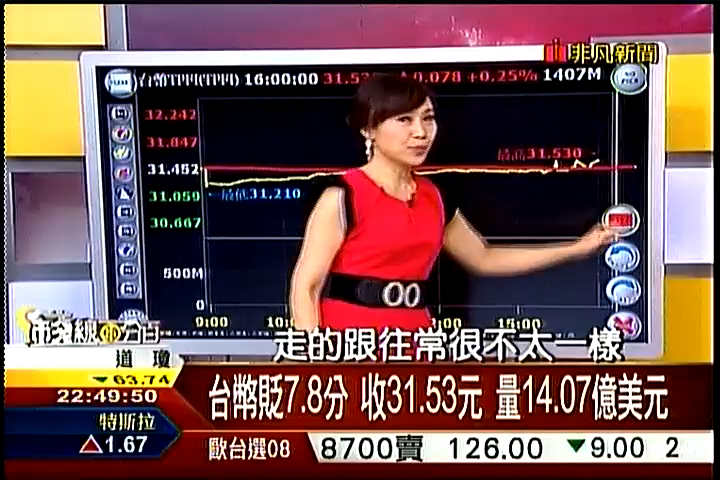 非凡新聞
台幣TPE(TPE) 16:00:00 0.078 +0.25% 1407M
32.242
31.847
31.452
31.059
30.667
最高31.530
最低31.210
500M
0
9:00
15:00
走的跟往常很不太一樣
道瓊
63.74
台幣貶7.8分 收31.53元 量14.07億美元
22:49:50
特斯拉
△1.67
歐台選08 8700賣 126.00 ▼9.00 2